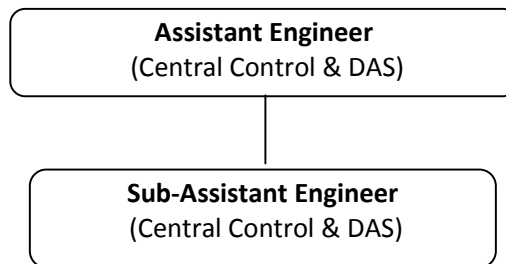 Assistant Engineer
(Central Control & DAS)
Sub-Assistant Engineer
(Central Control & DAS)